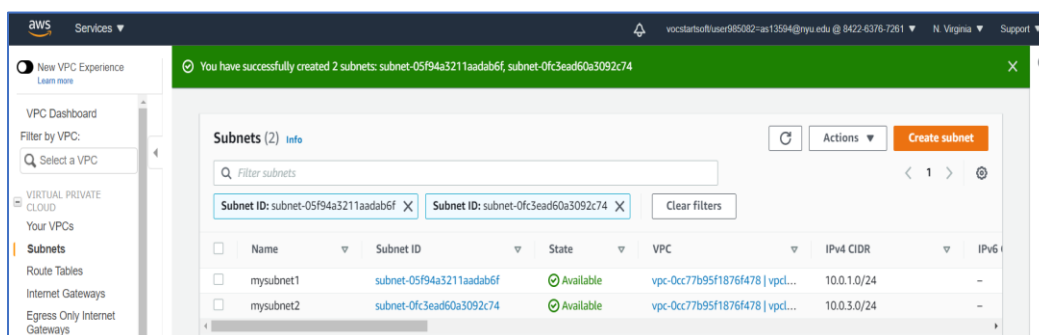 aws Services ▼ vocstartsoft/user985082=as13594@nyu.edu @ 8422-6376-7261 ▼ N. Virginia ▼ Support ▼
New VPC Experience
Learn more
VPC Dashboard
Filter by VPC:
Select a VPC
VIRTUAL PRIVATE
CLOUD
Your VPCs
Subnets
Route Tables
Internet Gateways
Egress Only Internet
Gateways
You have successfully created 2 subnets: subnet-05f94a3211aadab6f, subnet-0fc3ead60a3092c74
Subnets (2) Info Actions ▼ Create subnet
Filter subnets 1
Subnet ID: subnet-05f94a3211aadab6f Subnet ID: subnet-0fc3ead60a3092c74 Clear filters
Name Subnet ID State VPC IPv4 CIDR IPv6
mysubnet1 subnet-05f94a3211aadab6f Available vpc-0cc77b95f1876f478 | vpcl... 10.0.1.0/24 –
mysubnet2 subnet-0fc3ead60a3092c74 Available vpc-0cc77b95f1876f478 | vpcl... 10.0.3.0/24 –